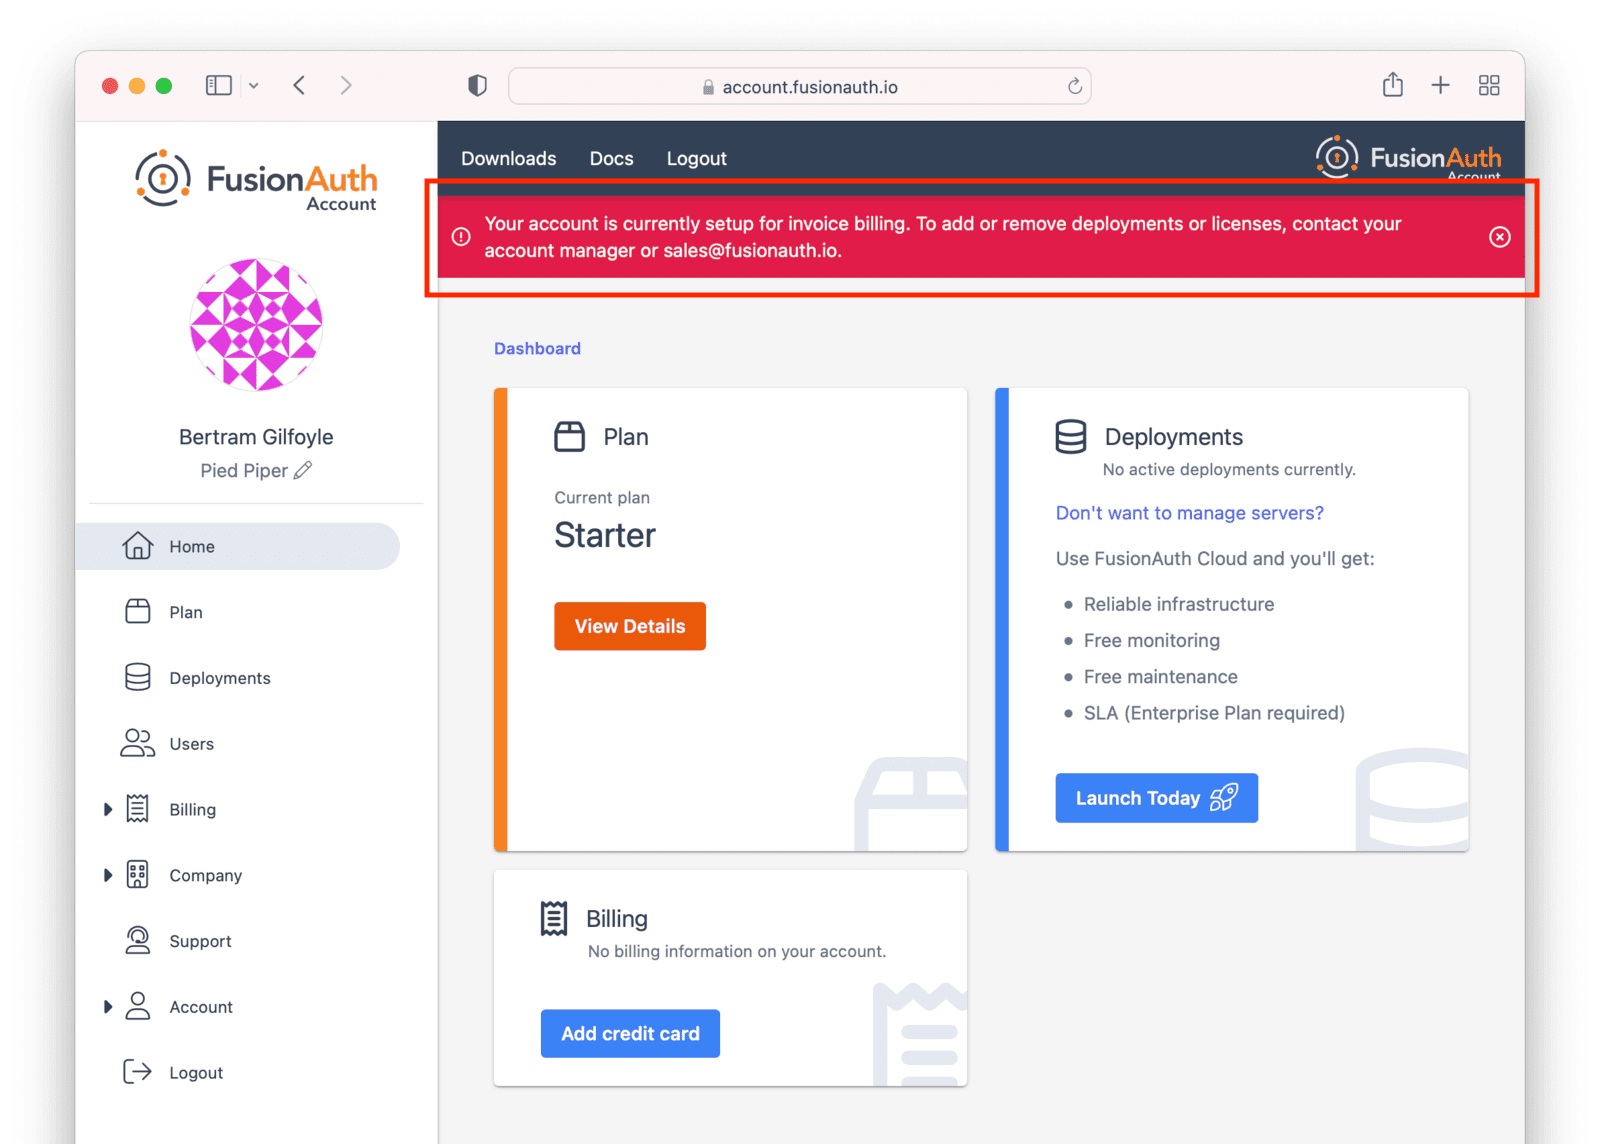 account.fusionauth.io
FusionAuth
Account
Downloads
Docs
Logout
FusionAuth
Account
Your account is currently setup for invoice billing. To add or remove deployments or licenses, contact your
account manager or sales@fusionauth.io.
Bertram Gilfoyle
Pied Piper
Home
Plan
Deployments
Users
Billing
Company
Support
Account
Logout
Dashboard
Plan
Current plan
Starter
View Details
Deployments
No active deployments currently.
Don't want to manage servers?
Use FusionAuth Cloud and you'll get:
Reliable infrastructure
Free monitoring
Free maintenance
SLA (Enterprise Plan required)
Launch Today
Billing
No billing information on your account.
Add credit card